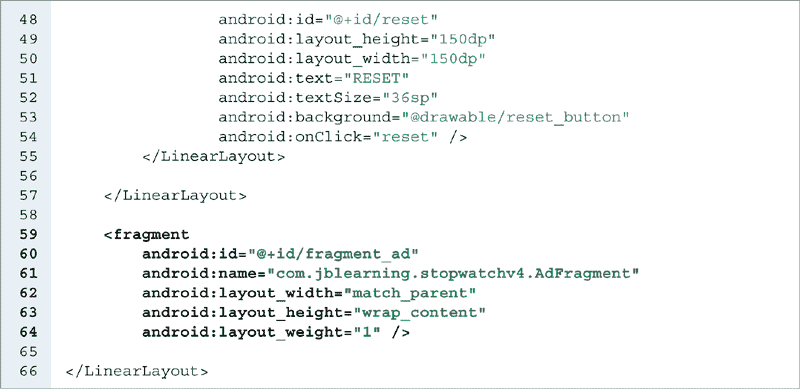 48 android:id="@+id/reset"
49 android:layout_height="150dp"
50 android:layout_width="150dp"
51 android:text="RESET"
52 android:textSize="36sp"
53 android:background="@drawable/reset_button"
54 android:onClick="reset" />
55 </LinearLayout>
56
57 </LinearLayout>
58
59 <fragment
60 android:id="@+id/fragment_ad"
61 android:name="com.jblearning.stopwatchv4.AdFragment"
62 android:layout_width="match_parent"
63 android:layout_height="wrap_content"
64 android:layout_weight="1" />
65
66 </LinearLayout>